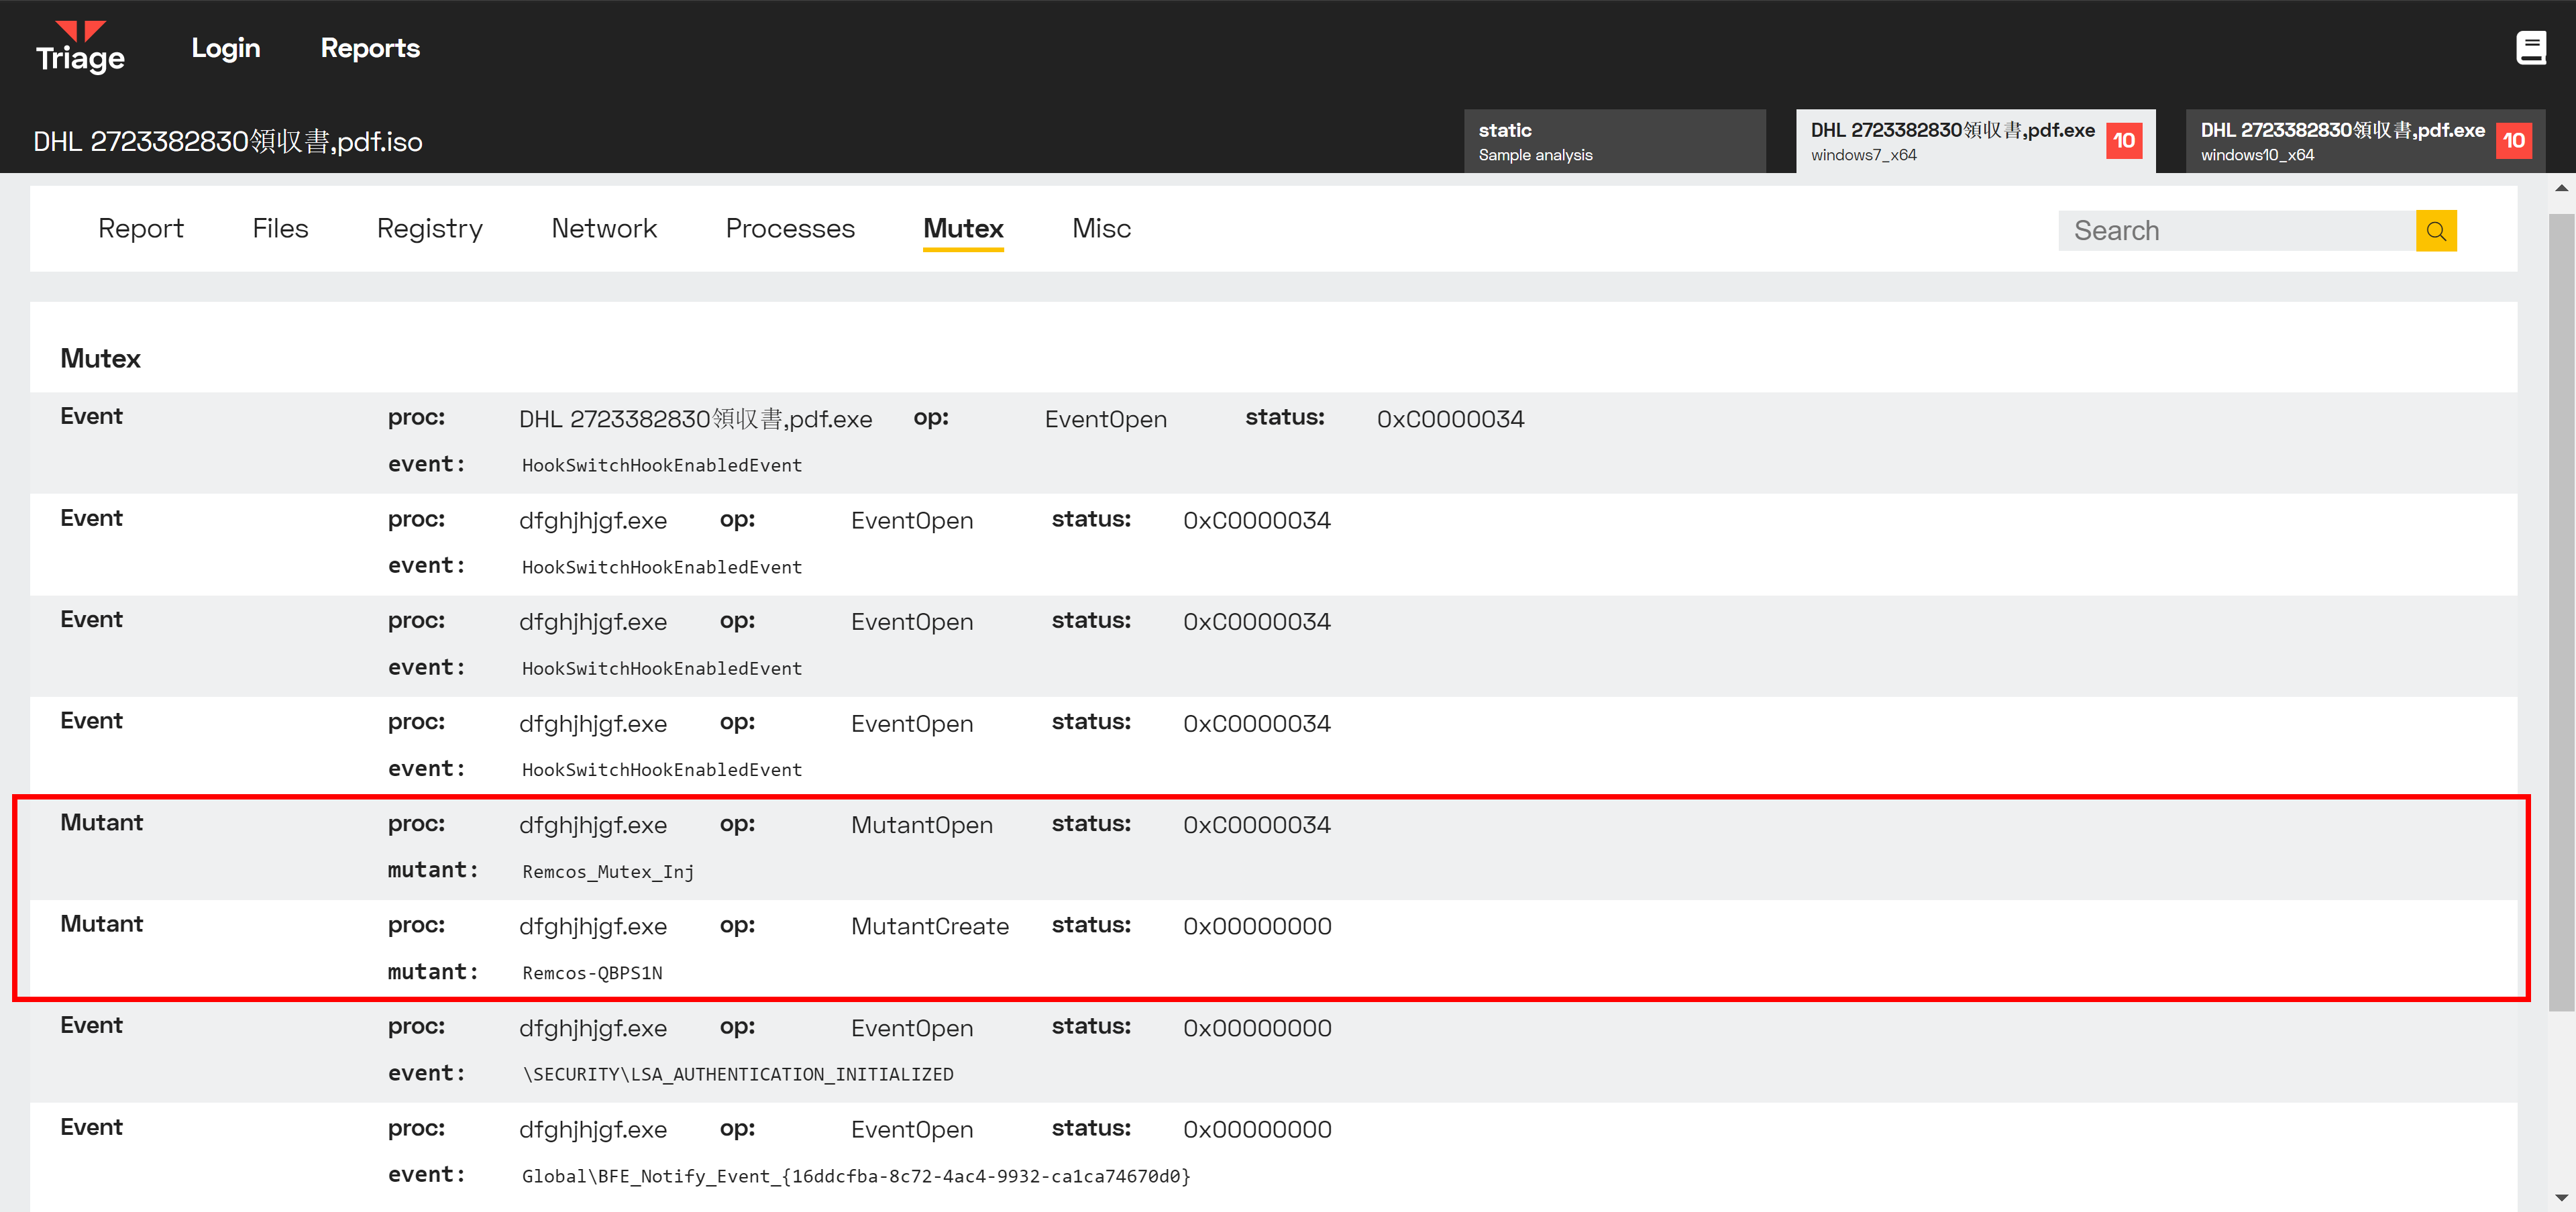 Triage Login Reports
DHL 2723382830領収書,pdf.iso
static
Sample analysis
DHL 2723382830領収書,pdf.exe 10
windows7_x64
DHL 2723382830領収書,pdf.exe 10
windows10_x64
Report Files Registry Network Processes Mutex Misc Search
Mutex
Event proc: DHL 2723382830領収書,pdf.exe op: EventOpen status: 0xC0000034
event: HookSwitchHookEnabledEvent
Event proc: dfghjhjgf.exe op: EventOpen status: 0xC0000034
event: HookSwitchHookEnabledEvent
Event proc: dfghjhjgf.exe op: EventOpen status: 0xC0000034
event: HookSwitchHookEnabledEvent
Event proc: dfghjhjgf.exe op: EventOpen status: 0xC0000034
event: HookSwitchHookEnabledEvent
Mutant proc: dfghjhjgf.exe op: MutantOpen status: 0xC0000034
mutant: Remcos_Mutex_Inj
Mutant proc: dfghjhjgf.exe op: MutantCreate status: 0x00000000
mutant: Remcos-QBPS1N
Event proc: dfghjhjgf.exe op: EventOpen status: 0x00000000
event: \SECURITY\LSA_AUTHENTICATION_INITIALIZED
Event proc: dfghjhjgf.exe op: EventOpen status: 0x00000000
event: Global\BFE_Notify_Event_{16ddcfba-8c72-4ac4-9932-ca1ca74670d0}